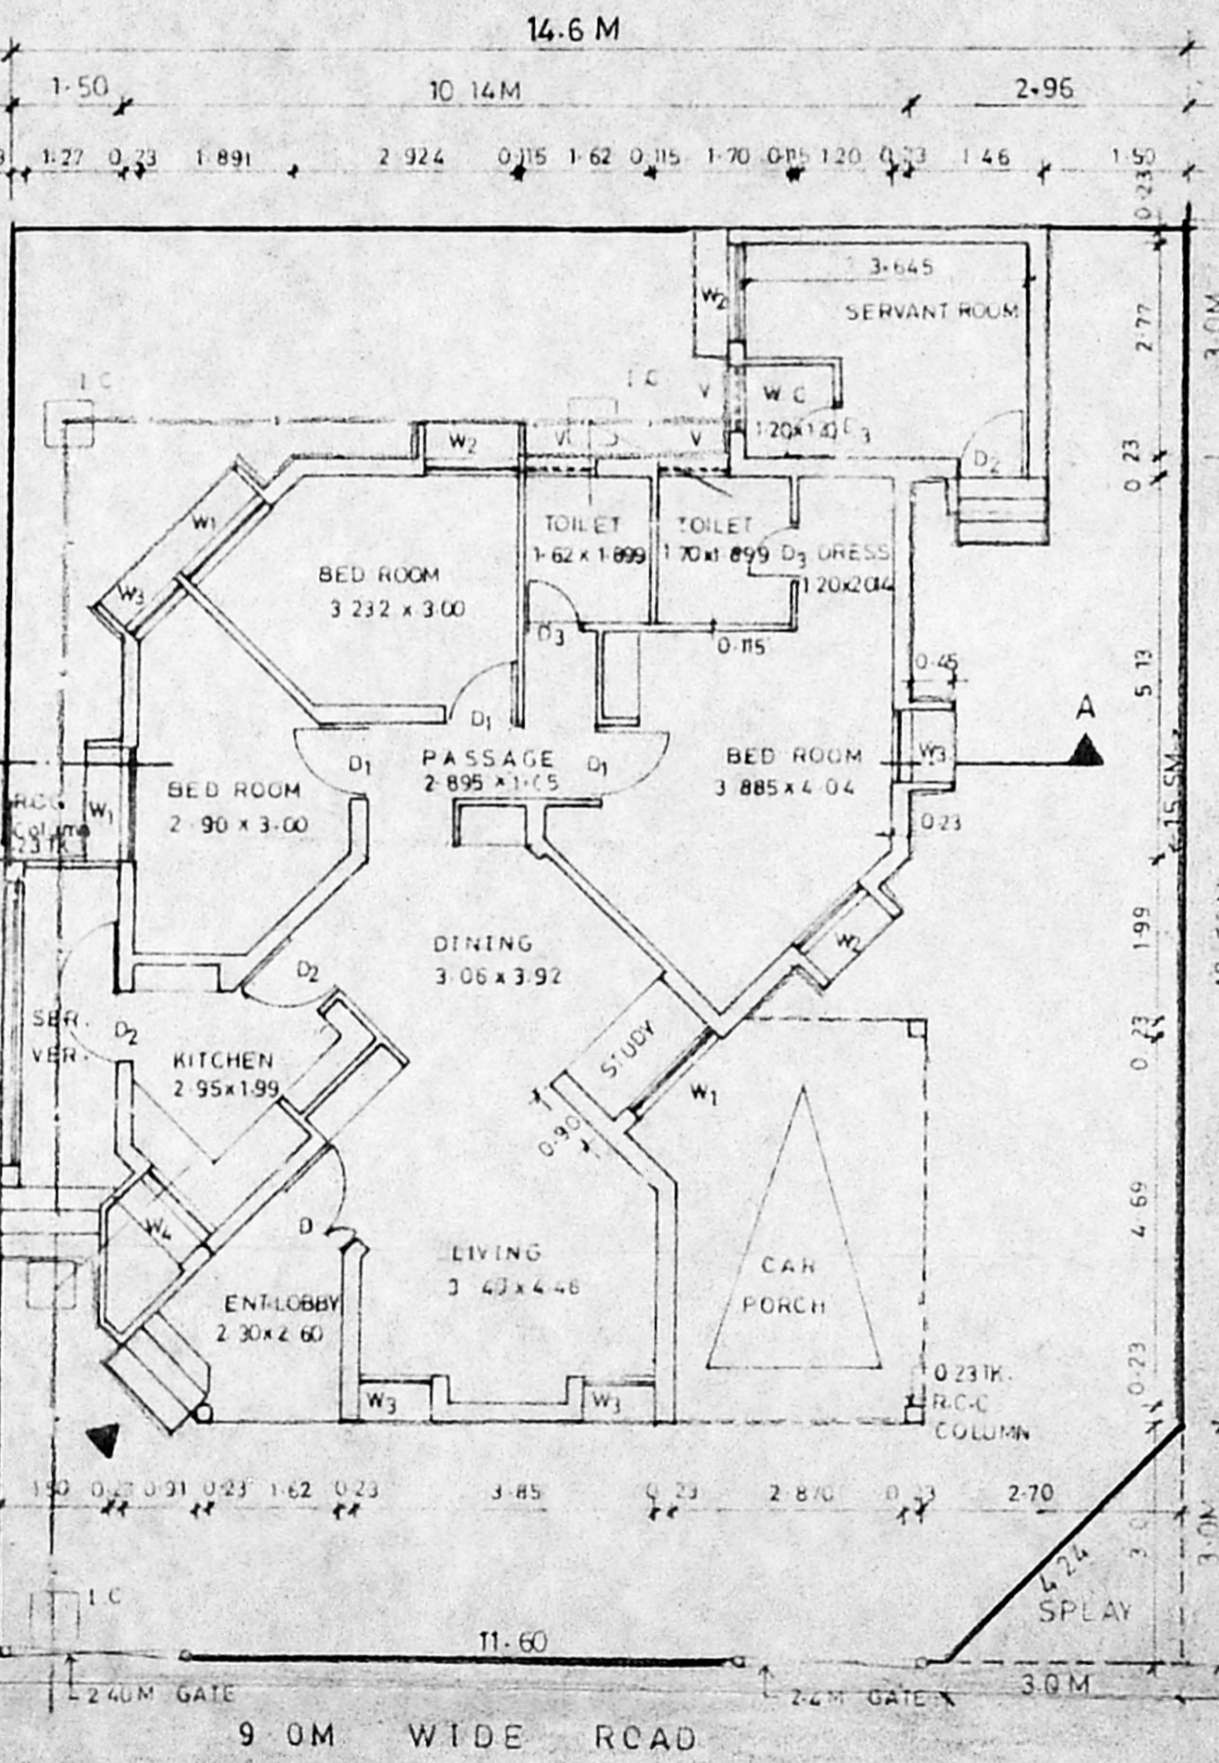 14.6 M
1.50 10.14M 2.96
1.27 0.23 1.891 2.924 0.115 1.62 0.115 1.70 0.115 1.20 0.23 1.46 1.50
0.23
3.645
SERVANT ROOM
W2
2.77
3.0M
I C
I C
V
W C
1.20x1.20
D3
W2
V
V
D2
0.23
W1
TOILET
1.62 x 1.899
TOILET
1.70x1.899
D3
DRESS
1.20x2.014
BED ROOM
3.232 x 3.00
W3
D3
0.115
0.45
5.13
D1
A
PASSAGE
D1
D1
BED ROOM
3.885 x 4.04
W3
BED ROOM
2.90 x 3.00
W1
RCC
Column
0.23
15.5M
DINING
3.06 x 3.92
W2
1.99
D2
SER.
VER.
D2
KITCHEN
2.95x1.99
STUDY
0.23
W1
0.90
4.69
W4
D
LIVING
3.40 x 4.46
CAR
PORCH
ENT.LOBBY
2.30x2.60
W3
W3
0.23TK.
R.C.C
COLUMN
0.23
1.50 0.23 0.91 0.23 1.62 0.23 3.85 0.23 2.870 0.23 2.70
3.0
3.0M
4.24
SPLAY
I C
11.60
2.40M GATE
2.4M GATE
3.0M
9.0M WIDE ROAD